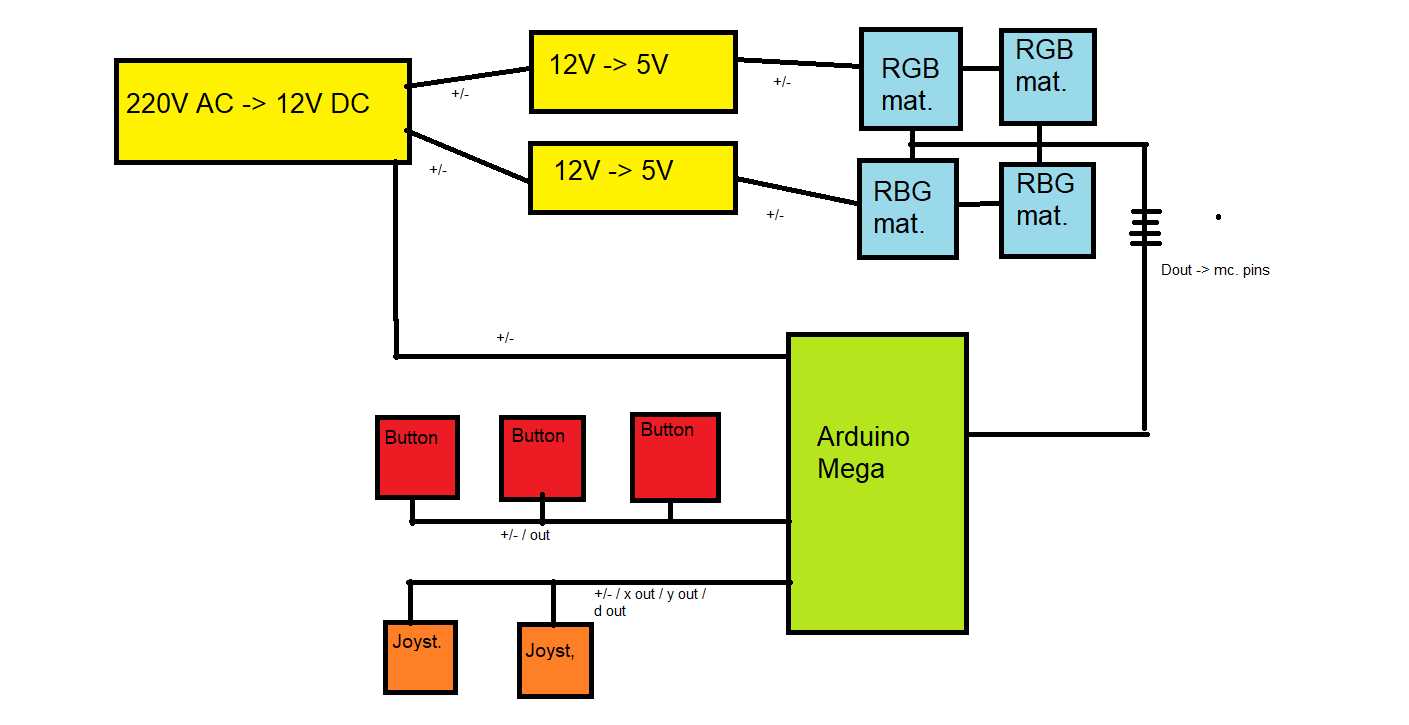 220V AC -> 12V DC
+/-
+/-
12V -> 5V
12V -> 5V
+/-
+/-
RGB
mat.
RGB
mat.
RBG
mat.
RBG
mat.
Dout -> mc. pins
+/-
Arduino
Mega
Button
Button
Button
+/- / out
+/- / x out / y out /
d out
Joyst.
Joyst,